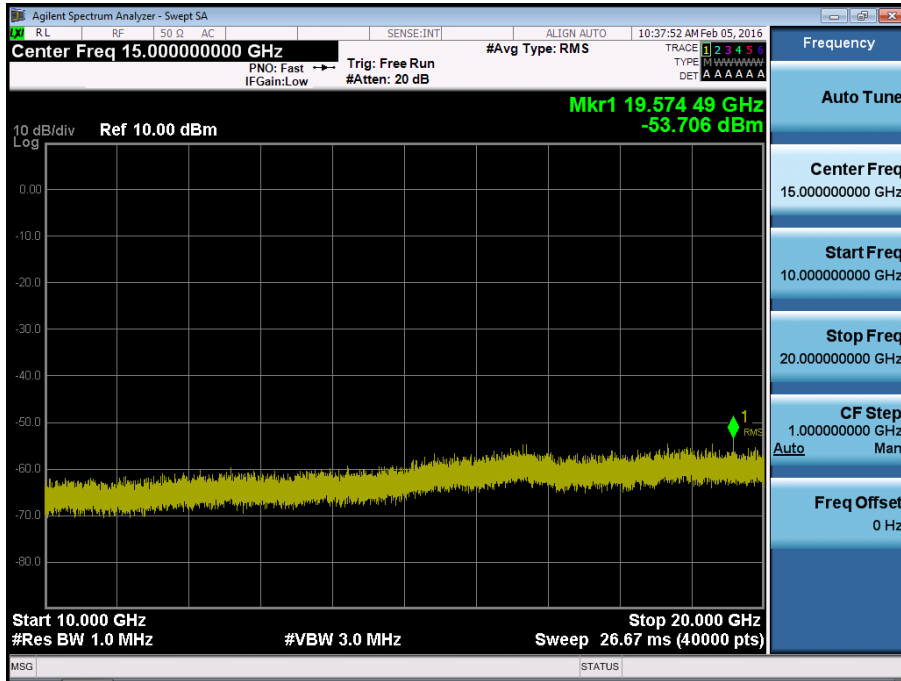 Agilent Spectrum Analyzer - Swept SA
LXI RL RF 50 Ω AC SENSE:INT ALIGN AUTO 10:37:52 AM Feb 05, 2016
Center Freq 15.000000000 GHz
PNO: Fast
IFGain:Low
Trig: Free Run
#Atten: 20 dB
#Avg Type: RMS
TRACE 1 2 3 4 5 6
TYPE M WWWWW
DET A A A A A A
Mkr1 19.574 49 GHz
-53.706 dBm
10 dB/div Ref 10.00 dBm
Log
0.00
-10.0
-20.0
-30.0
-40.0
-50.0
-60.0
-70.0
-80.0
1
RMS
Start 10.000 GHz Stop 20.000 GHz
#Res BW 1.0 MHz #VBW 3.0 MHz Sweep 26.67 ms (40000 pts)
MSG STATUS
Frequency
Auto Tune
Center Freq
15.000000000 GHz
Start Freq
10.000000000 GHz
Stop Freq
20.000000000 GHz
CF Step
1.000000000 GHz
Auto Man
Freq Offset
0 Hz